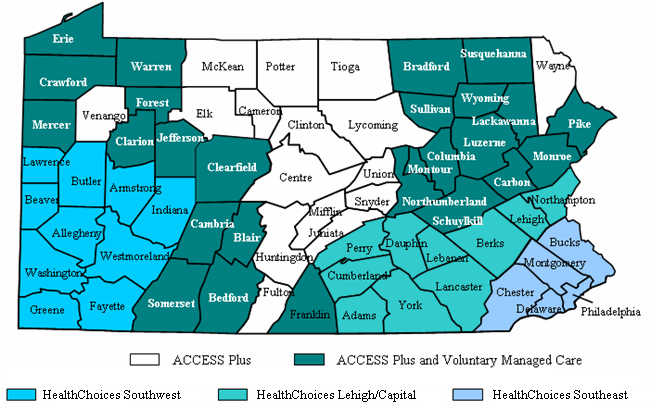 Erie
Crawford
Warren
McKean
Potter
Tioga
Bradford
Susquehanna
Wayne
Mercer
Venango
Forest
Elk
Cameron
Clinton
Lycoming
Sullivan
Wyoming
Lackawanna
Pike
Lawrence
Butler
Clarion
Jefferson
Clearfield
Centre
Union
Montour
Columbia
Luzerne
Monroe
Carbon
Beaver
Armstrong
Indiana
Snyder
Northumberland
Schuylkill
Northampton
Lehigh
Allegheny
Westmoreland
Cambria
Blair
Huntingdon
Mifflin
Juniata
Perry
Dauphin
Lebanon
Berks
Bucks
Montgomery
Washington
Greene
Fayette
Somerset
Bedford
Fulton
Franklin
Cumberland
Adams
York
Lancaster
Chester
Delaware
Philadelphia
ACCESS Plus
ACCESS Plus and Voluntary Managed Care
HealthChoices Southwest
HealthChoices Lehigh/Capital
HealthChoices Southeast